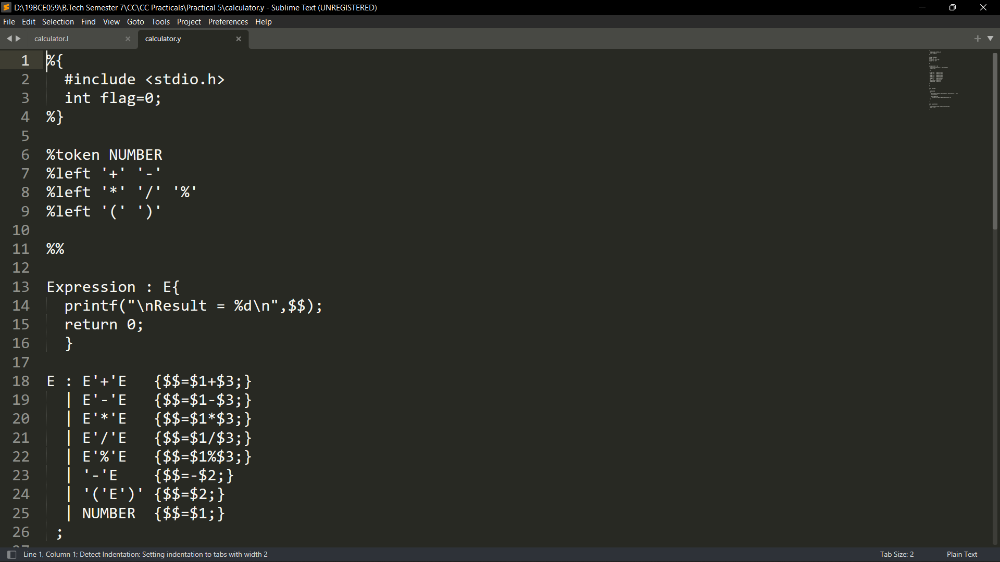 D:\19BCE059\B.Tech Semester 7\CC\CC Practicals\Practical 5\calculator.y - Sublime Text (UNREGISTERED)
File Edit Selection Find View Goto Tools Project Preferences Help
calculator.l calculator.y
1 %{
2 #include <stdio.h>
3 int flag=0;
4 %}
5
6 %token NUMBER
7 %left '+' '-'
8 %left '*' '/' '%'
9 %left '(' ')'
10
11 %%
12
13 Expression : E{
14 printf("\nResult = %d\n",$$);
15 return 0;
16 }
17
18 E : E'+'E {$$=$1+$3;}
19 | E'-'E {$$=$1-$3;}
20 | E'*'E {$$=$1*$3;}
21 | E'/'E {$$=$1/$3;}
22 | E'%'E {$$=$1%$3;}
23 | '-'E {$$=-$2;}
24 | '('E')' {$$=$2;}
25 | NUMBER {$$=$1;}
26 ;
Line 1, Column 1; Detect Indentation: Setting indentation to tabs with width 2 Tab Size: 2 Plain Text